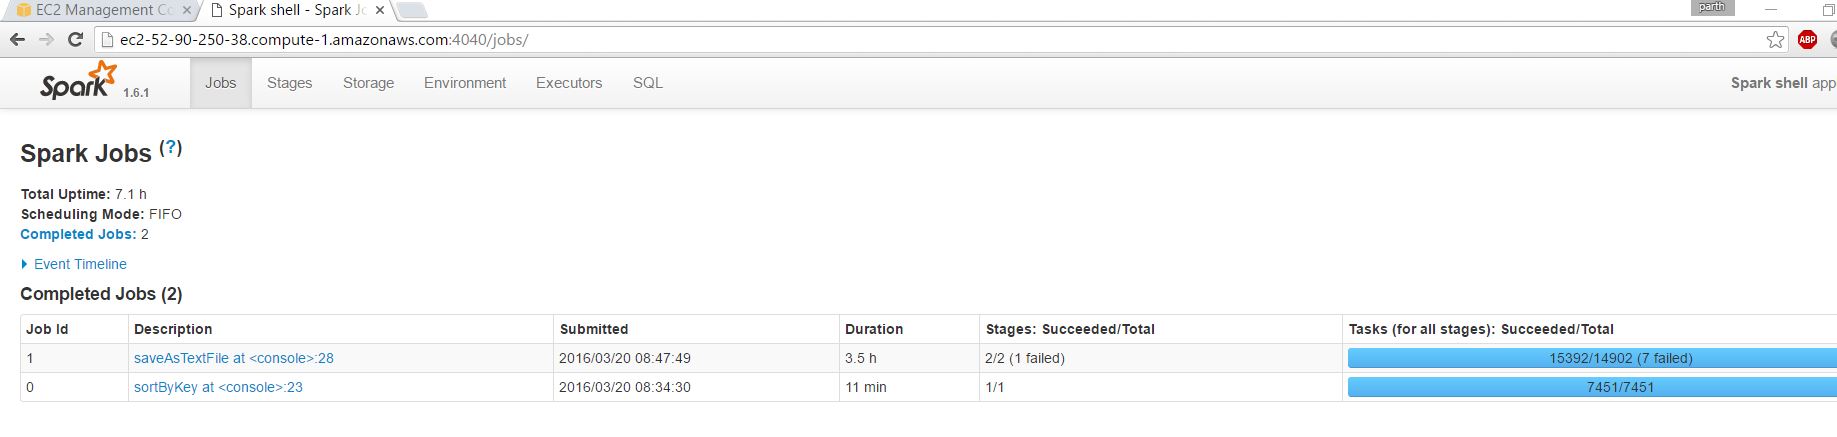 EC2 Management Co
Spark shell - Spark Jo
parth
ec2-52-90-250-38.compute-1.amazonaws.com:4040/jobs/
ABP
Spark 1.6.1 Jobs Stages Storage Environment Executors SQL Spark shell app
Spark Jobs (?)
Total Uptime: 7.1 h
Scheduling Mode: FIFO
Completed Jobs: 2
Event Timeline
Completed Jobs (2)
Job Id Description Submitted Duration Stages: Succeeded/Total Tasks (for all stages): Succeeded/Total
1 saveAsTextFile at <console>:28 2016/03/20 08:47:49 3.5 h 2/2 (1 failed) 15392/14902 (7 failed)
0 sortByKey at <console>:23 2016/03/20 08:34:30 11 min 1/1 7451/7451